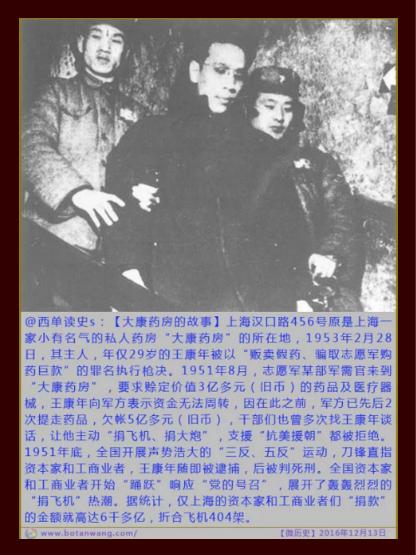 @西单读史s：【大康药房的故事】上海汉口路456号原是上海一
家小有名气的私人药房“大康药房”的所在地，1953年2月28
日，其主人，年仅29岁的王康年被以“贩卖假药、骗取志愿军购
药巨款”的罪名执行枪决。1951年8月，志愿军某部军需官来到
“大康药房”，要求赊定价值3亿多元（旧币）的药品及医疗器
械，王康年向军方表示资金无法周转，因在此之前，军方已先后2
次提走药品，欠帐5亿多元（旧币），干部们也曾多次找王康年谈
话，让他主动“捐飞机、捐大炮”，支援“抗美援朝”都被拒绝。
1951年底，全国开展声势浩大的“三反、五反”运动，刀锋直指
资本家和工商业者，王康年随即被逮捕，后被判死刑。全国资本家
和工商业者开始“踊跃”响应“党的号召”，展开了轰轰烈烈的
“捐飞机”热潮。据统计，仅上海的资本家和工商业者们“捐款”
的金额就高达6千多亿，折合飞机404架。
www.botanwang.com 【微历史】2016年12月13日